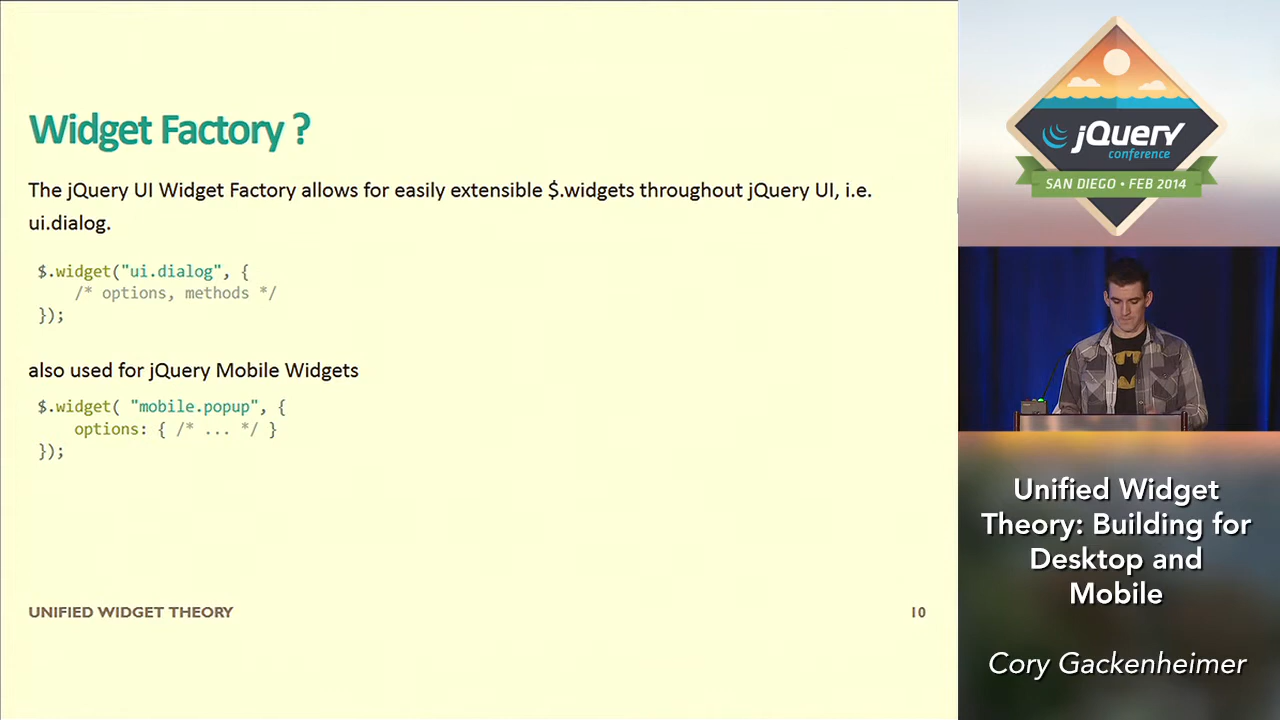 Widget Factory ?
The jQuery UI Widget Factory allows for easily extensible $.widgets throughout jQuery UI, i.e.
ui.dialog.
$.widget("ui.dialog", {
/* options, methods */
});
also used for jQuery Mobile Widgets
$.widget( "mobile.popup", {
options: { /* ... */ }
});
UNIFIED WIDGET THEORY
10
jQuery
conference
SAN DIEGO • FEB 2014
Unified Widget
Theory: Building for
Desktop and
Mobile
Cory Gackenheimer